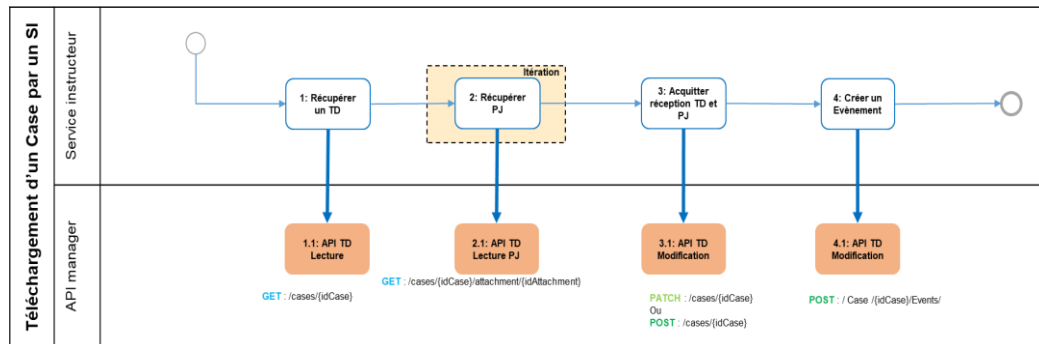 Téléchargement d'un Case par un SI
Service instructeur
Itération
1: Récupérer
un TD
2: Récupérer
PJ
3: Acquitter
réception TD et
PJ
4: Créer un
Evènement
API manager
1.1: API TD
Lecture
2.1: API TD
Lecture PJ
3.1: API TD
Modification
4.1: API TD
Modification
GET : /cases/{idCase}
GET : /cases/{idCase}/attachment/{idAttachment}
PATCH : /cases/{idCase}
Ou
POST : /cases/{idCase}
POST : / Case /{idCase}/Events/